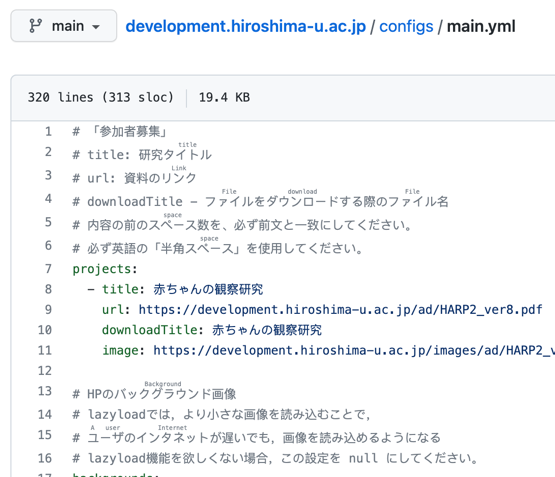 main development.hiroshima-u.ac.jp / configs / main.yml
320 lines (313 sloc) 19.4 KB
1 # 「参加者募集」
title
2 # title: 研究タイトル
Link
3 # url: 資料のリンク
File download File
4 # downloadTitle - ファイルをダウンロードする際のファイル名
space
5 # 内容の前のスペース数を、必ず前文と一致にしてください。
space
6 # 必ず英語の「半角スペース」を使用してください。
7 projects:
8 - title: 赤ちゃんの観察研究
9 url: https://development.hiroshima-u.ac.jp/ad/HARP2_ver8.pdf
10 downloadTitle: 赤ちゃんの観察研究
11 image: https://development.hiroshima-u.ac.jp/images/ad/HARP2_v
12
Background
13 # HPのバックグラウンド画像
14 # lazyloadでは，より小さな画像を読み込むことで，
A user Internet
15 # ユーザのインタネットが遅いでも，画像を読み込めるようになる
16 # lazyload機能を欲しくない場合，この設定を null にしてください。
17 backgrounds: